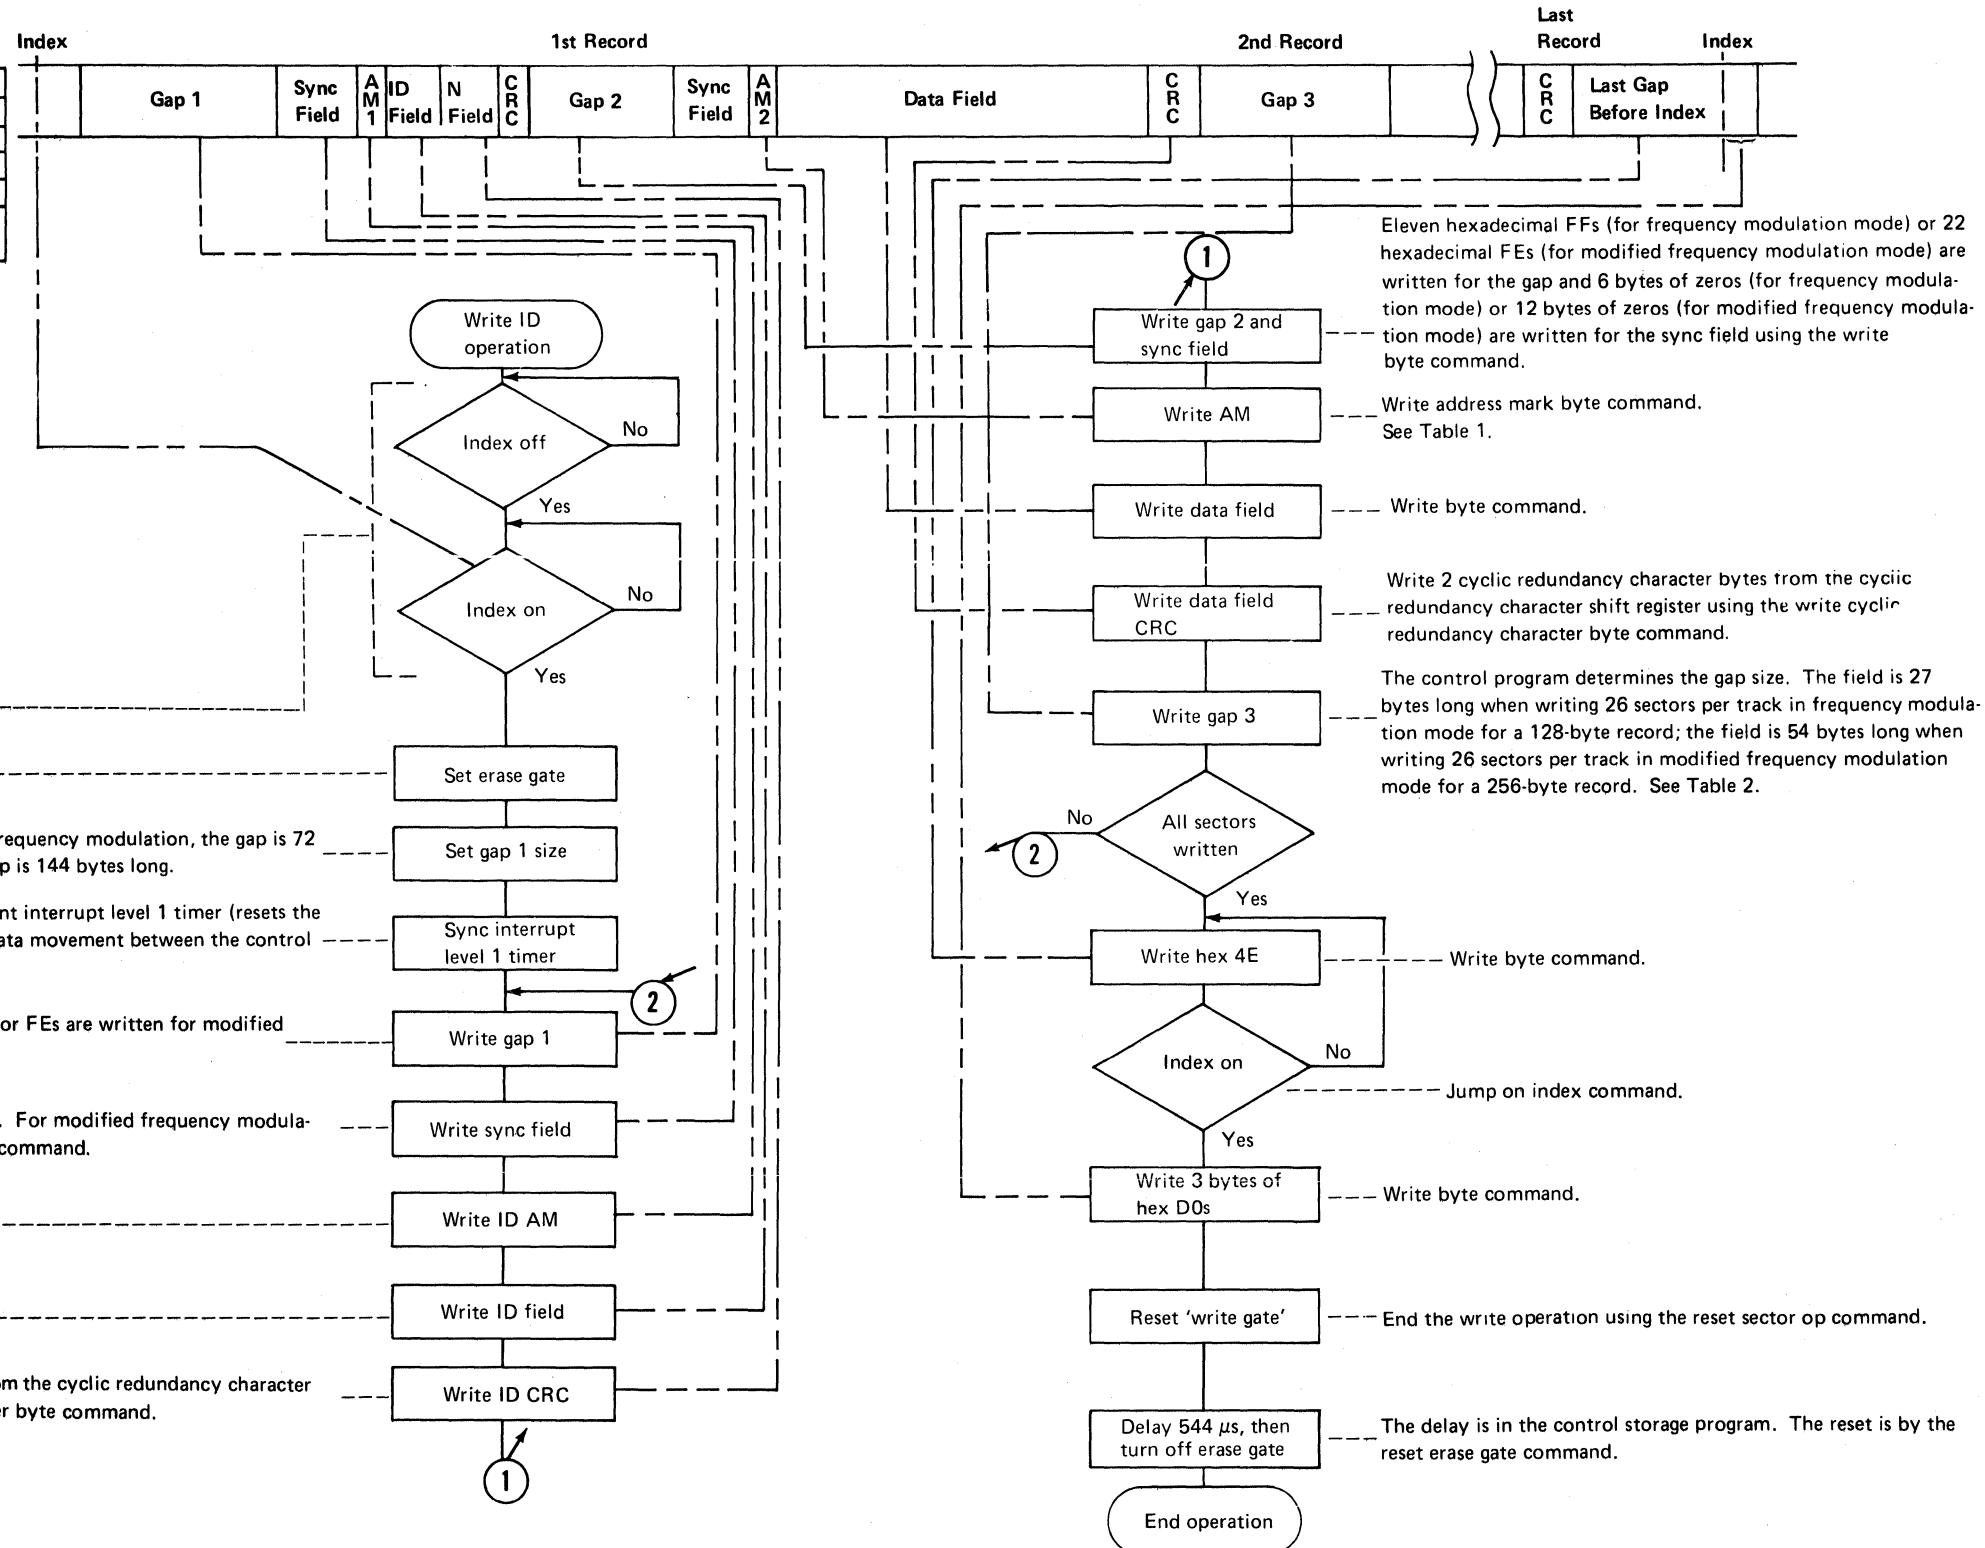 Index
1st Record
2nd Record
Last
Record
Index
Gap 1
Sync
Field
AM1
ID
Field
N
Field
CRC
Gap 2
Sync
Field
AM2
Data Field
CRC
Gap 3
CRC
Last Gap
Before Index
Write ID
operation
Index off
No
Yes
Index on
No
Yes
Set erase gate
requency modulation, the gap is 72
p is 144 bytes long.
Set gap 1 size
nt interrupt level 1 timer (resets the
ata movement between the control
Sync interrupt
level 1 timer
2
or FEs are written for modified
Write gap 1
. For modified frequency modula-
command.
Write sync field
Write ID AM
Write ID field
om the cyclic redundancy character
er byte command.
Write ID CRC
1
1
Write gap 2 and
sync field
Eleven hexadecimal FFs (for frequency modulation mode) or 22
hexadecimal FEs (for modified frequency modulation mode) are
written for the gap and 6 bytes of zeros (for frequency modula-
tion mode) or 12 bytes of zeros (for modified frequency modula-
tion mode) are written for the sync field using the write
byte command.
Write AM
Write address mark byte command.
See Table 1.
Write data field
Write byte command.
Write data field
CRC
Write 2 cyclic redundancy character bytes from the cyclic
redundancy character shift register using the write cyclic
redundancy character byte command.
Write gap 3
The control program determines the gap size. The field is 27
bytes long when writing 26 sectors per track in frequency modula-
tion mode for a 128-byte record; the field is 54 bytes long when
writing 26 sectors per track in modified frequency modulation
mode for a 256-byte record. See Table 2.
All sectors
written
No
2
Yes
Write hex 4E
Write byte command.
Index on
No
Jump on index command.
Yes
Write 3 bytes of
hex D0s
Write byte command.
Reset 'write gate'
End the write operation using the reset sector op command.
Delay 544 μs, then
turn off erase gate
The delay is in the control storage program. The reset is by the
reset erase gate command.
End operation